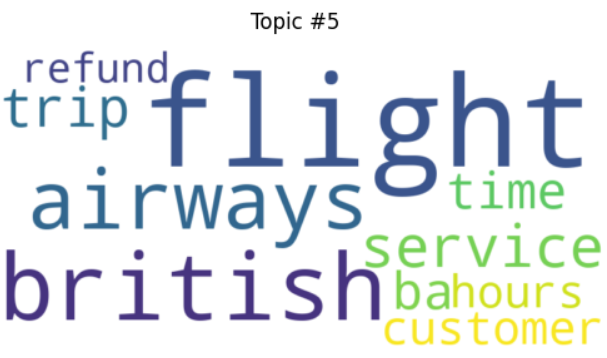 Topic #5
refund
flight
trip
airways
time
service
british
bahours
customer